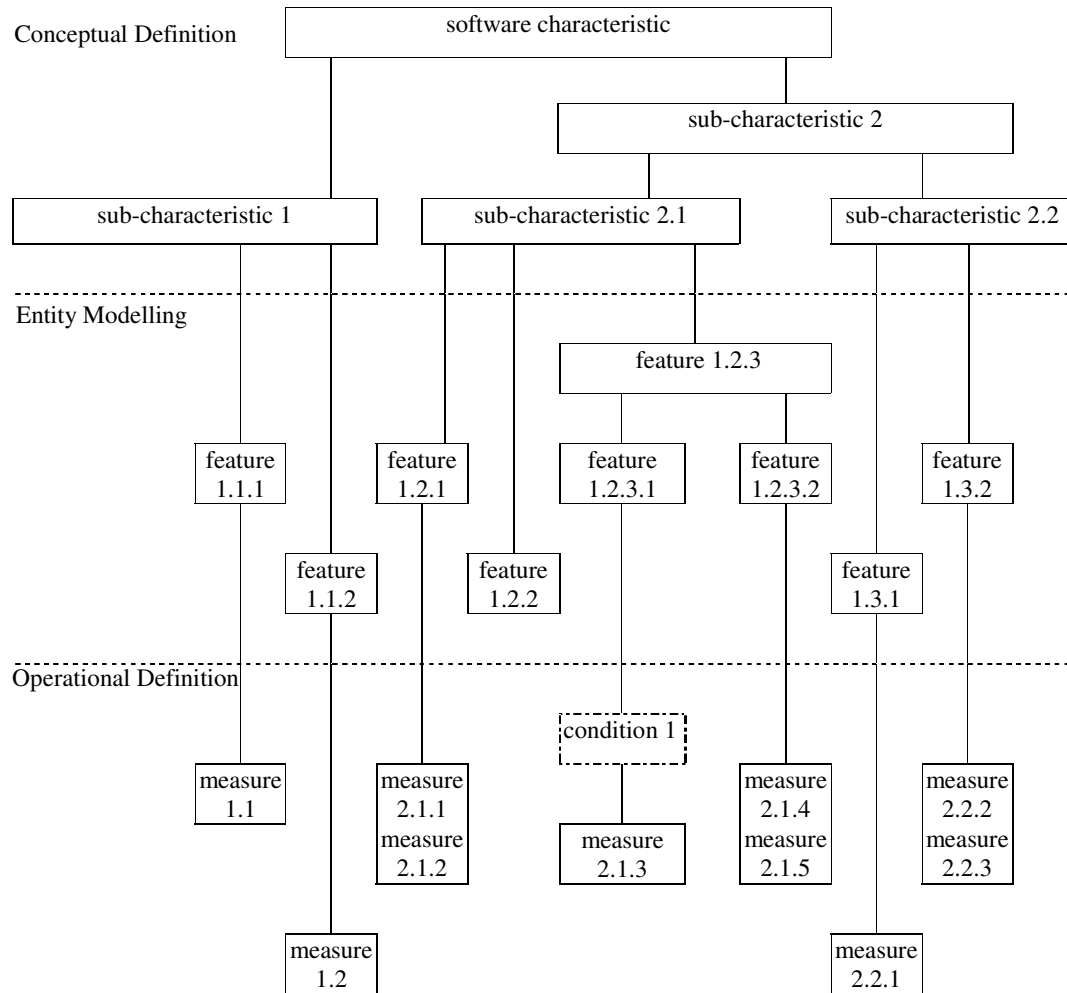 Conceptual Definition
software characteristic
sub-characteristic 2
sub-characteristic 1
sub-characteristic 2.1
sub-characteristic 2.2
Entity Modelling
feature 1.2.3
feature
1.1.1
feature
1.2.1
feature
1.2.3.1
feature
1.2.3.2
feature
1.3.2
feature
1.1.2
feature
1.2.2
feature
1.3.1
Operational Definition
condition 1
measure
1.1
measure
2.1.1
measure
2.1.2
measure
2.1.3
measure
2.1.4
measure
2.1.5
measure
2.2.2
measure
2.2.3
measure
1.2
measure
2.2.1